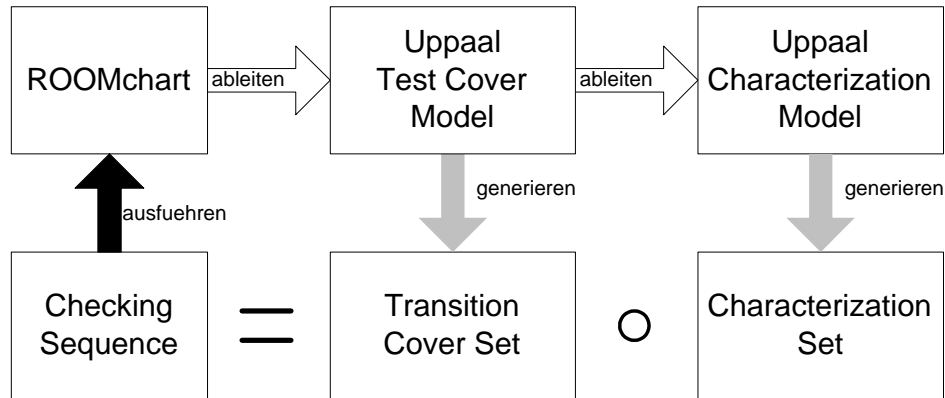 ROOMchart
ableiten
Uppaal
Test Cover
Model
ableiten
Uppaal
Characterization
Model
ausfuehren
generieren
generieren
Checking
Sequence
=
Transition
Cover Set
○
Characterization
Set